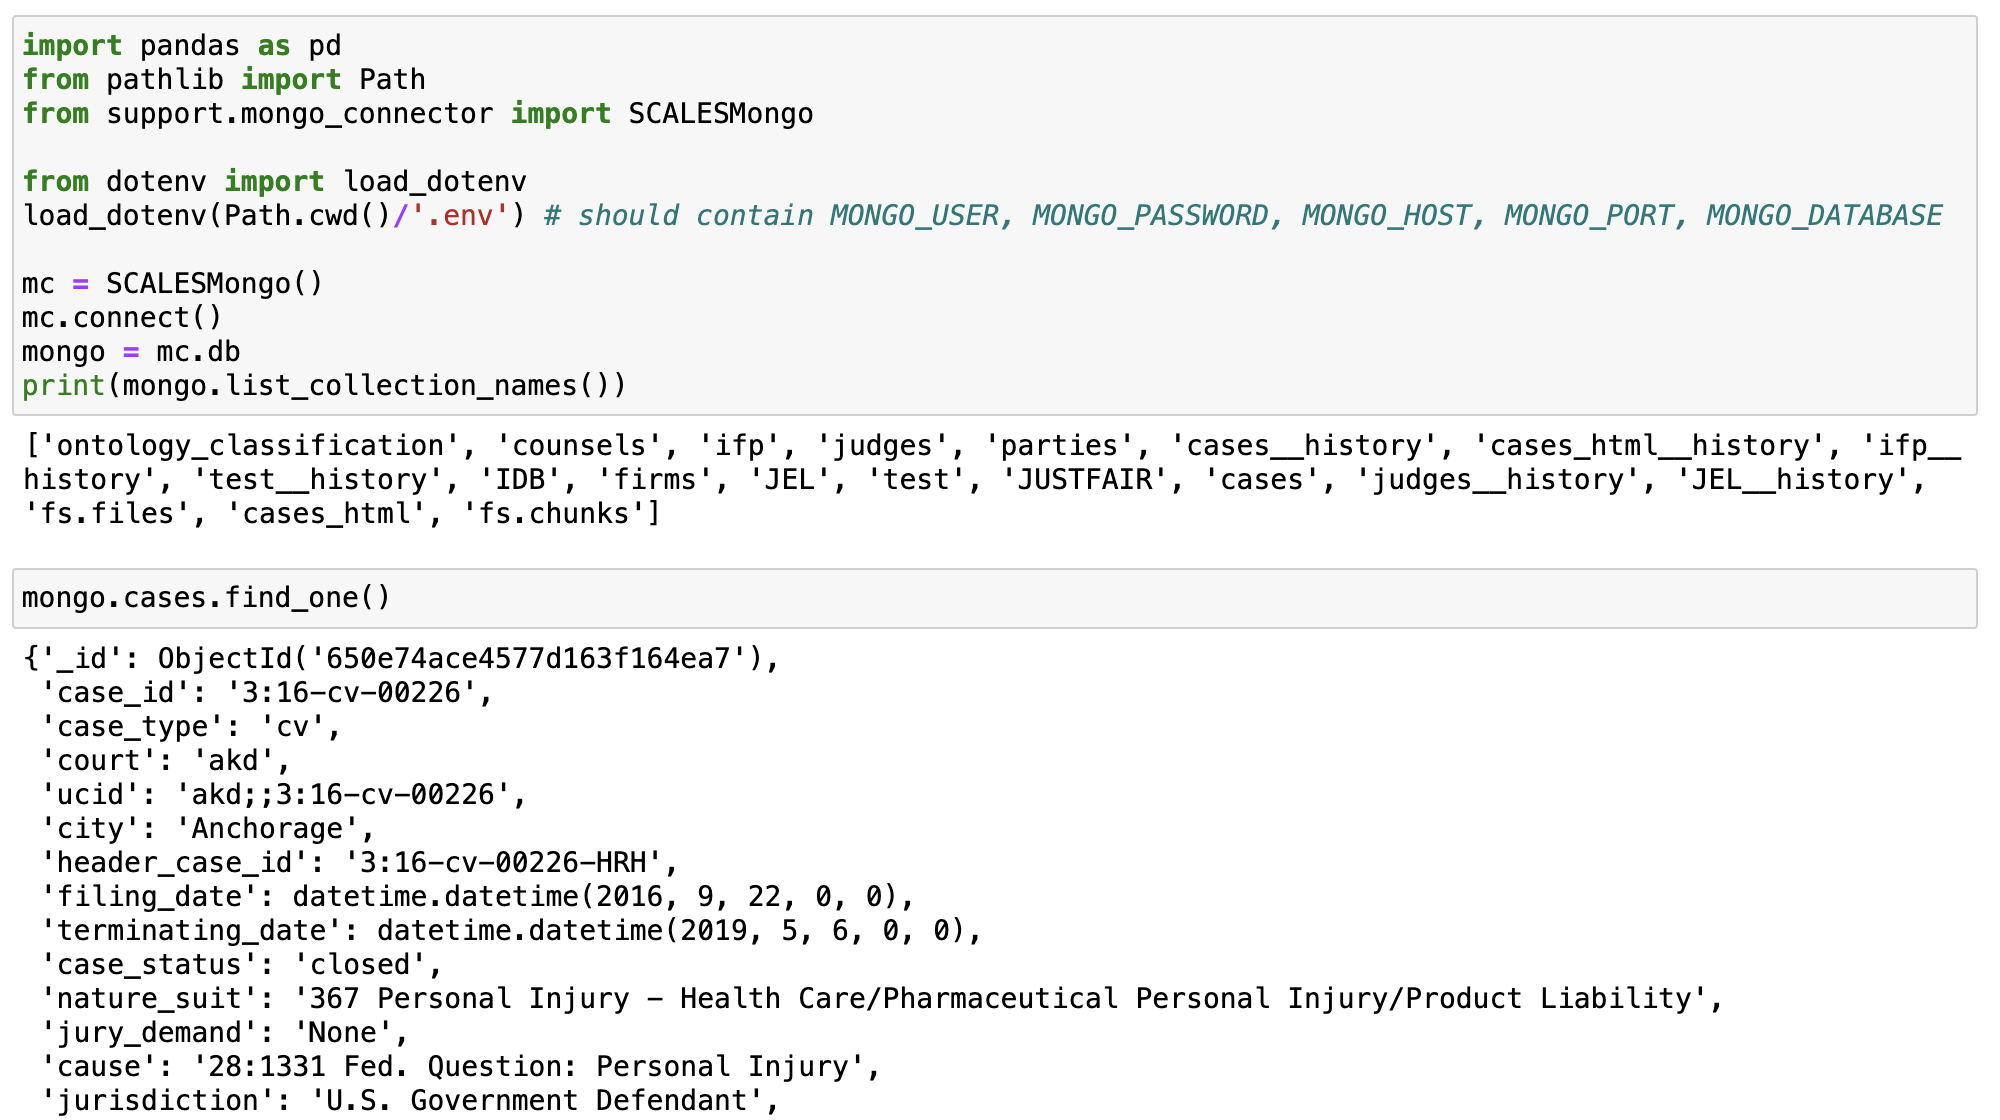 import pandas as pd
from pathlib import Path
from support.mongo_connector import SCALESMongo
from dotenv import load_dotenv
load_dotenv(Path.cwd()/'.env') # should contain MONGO_USER, MONGO_PASSWORD, MONGO_HOST, MONGO_PORT, MONGO_DATABASE
mc = SCALESMongo()
mc.connect()
mongo = mc.db
print(mongo.list_collection_names())
['ontology_classification', 'counsels', 'ifp', 'judges', 'parties', 'cases__history', 'cases_html__history', 'ifp__
history', 'test__history', 'IDB', 'firms', 'JEL', 'test', 'JUSTFAIR', 'cases', 'judges__history', 'JEL__history',
'fs.files', 'cases_html', 'fs.chunks']
mongo.cases.find_one()
{'_id': ObjectId('650e74ace4577d163f164ea7'),
 'case_id': '3:16-cv-00226',
 'case_type': 'cv',
 'court': 'akd',
 'ucid': 'akd;;3:16-cv-00226',
 'city': 'Anchorage',
 'header_case_id': '3:16-cv-00226-HRH',
 'filing_date': datetime.datetime(2016, 9, 22, 0, 0),
 'terminating_date': datetime.datetime(2019, 5, 6, 0, 0),
 'case_status': 'closed',
 'nature_suit': '367 Personal Injury - Health Care/Pharmaceutical Personal Injury/Product Liability',
 'jury_demand': 'None',
 'cause': '28:1331 Fed. Question: Personal Injury',
 'jurisdiction': 'U.S. Government Defendant',